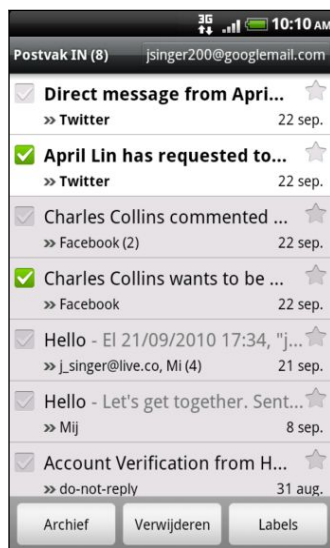 3G 10:10 AM
Postvak IN (8) jsinger200@googlemail.com
Direct message from Apri...
» Twitter 22 sep.
April Lin has requested to...
» Twitter 22 sep.
Charles Collins commented ...
» Facebook (2) 22 sep.
Charles Collins wants to be ...
» Facebook 22 sep.
Hello - El 21/09/2010 17:34, "j...
» j_singer@live.co, Mi (4) 21 sep.
Hello - Let's get together. Sent...
» Mij 8 sep.
Account Verification from H...
» do-not-reply 31 aug.
Archief Verwijderen Labels